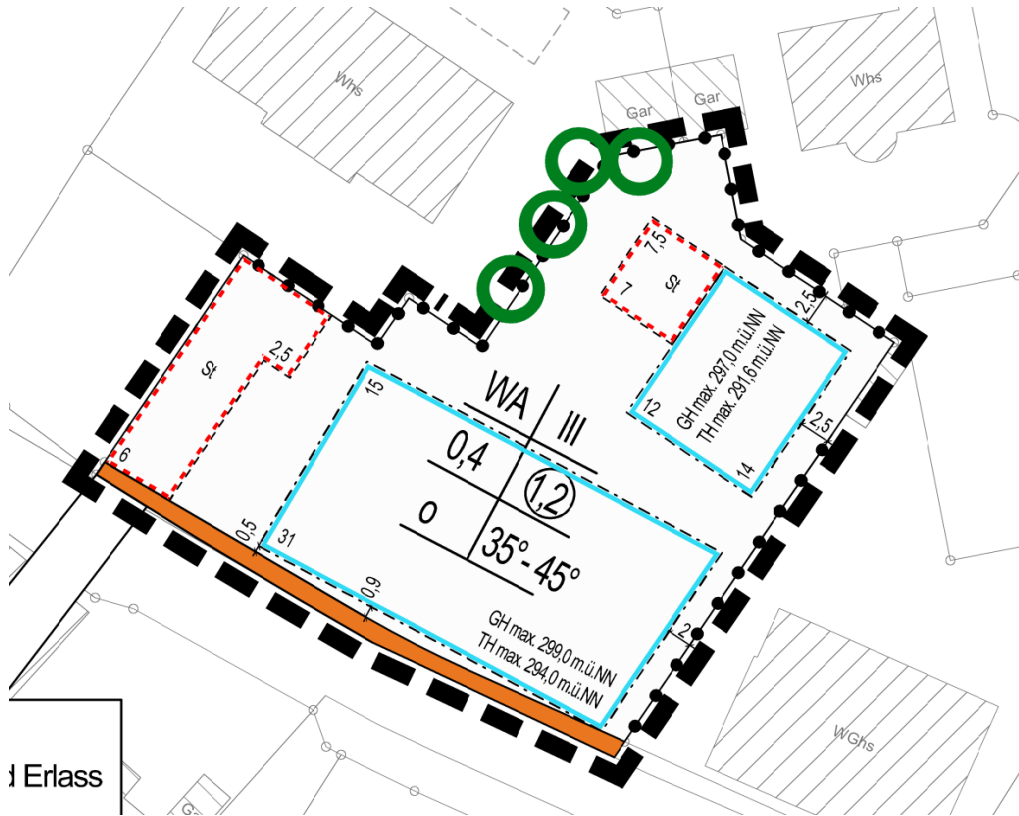 Whs
Gar
Gar
Whs
7,5
7
St
2,5
GH max. 297,0 m.ü.NN
TH max. 291,6 m.ü.NN
12
14
2,5
St
2,5
6
15
WA
III
0,4
1,2
o
35°-45°
31
0,5
0,9
GH max. 299,0 m.ü.NN
TH max. 294,0 m.ü.NN
2
WGhs
d Erlass